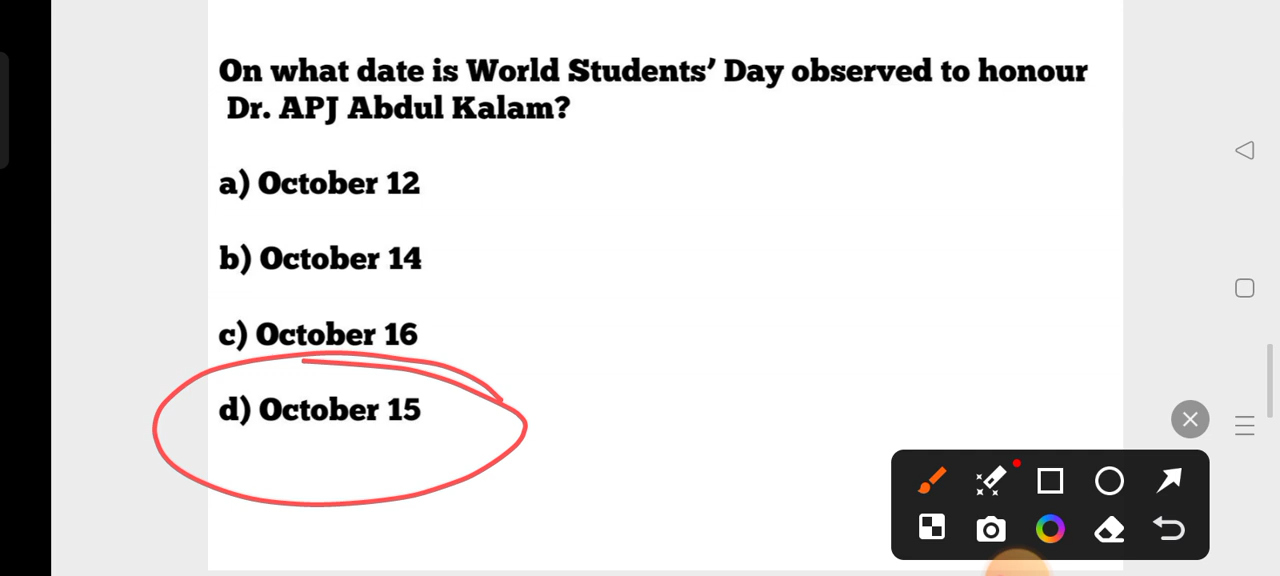 On what date is World Students’ Day observed to honour
Dr. APJ Abdul Kalam?
a) October 12
b) October 14
c) October 16
d) October 15